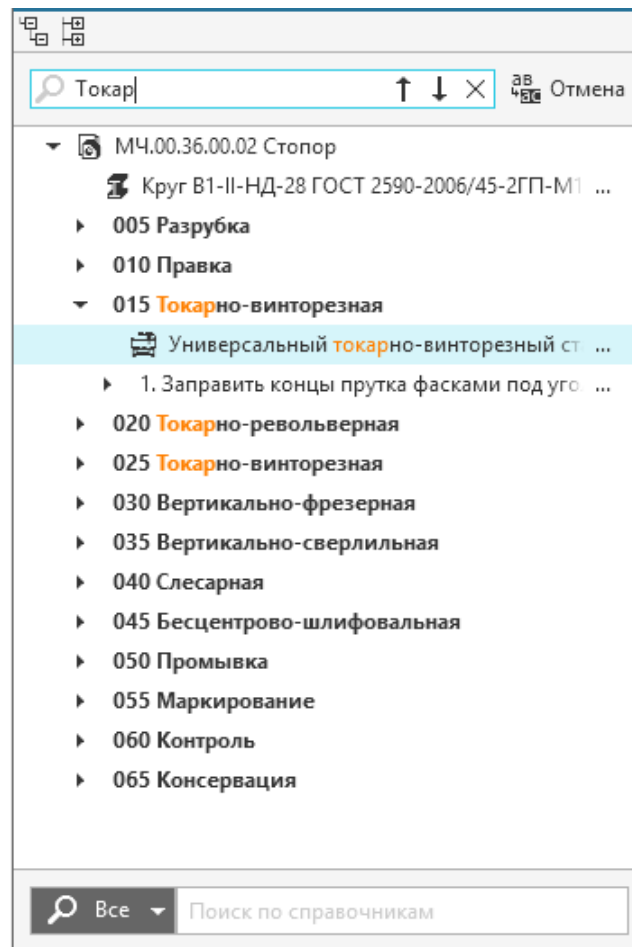 Токар
ab
ac Отмена
МЧ.00.36.00.02 Стопор
Круг В1-II-НД-28 ГОСТ 2590-2006/45-2ГП-М1 ...
005 Разрубка
010 Правка
015 Токарно-винторезная
Универсальный токарно-винторезный ст ...
1. Заправить концы прутка фасками под уго ...
020 Токарно-револьверная
025 Токарно-винторезная
030 Вертикально-фрезерная
035 Вертикально-сверлильная
040 Слесарная
045 Бесцентрово-шлифовальная
050 Промывка
055 Маркирование
060 Контроль
065 Консервация
Все Поиск по справочникам